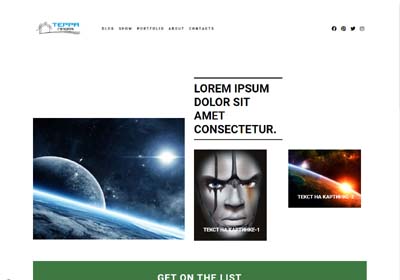 ТЕРРА
BLOG SHOW PORTFOLIO ABOUT CONTACTS
LOREM IPSUM
DOLOR SIT
AMET
CONSECTETUR.
ТЕКСТ НА КАРТИНКЕ-1
ТЕКСТ НА КАРТИНКЕ-2
GET ON THE LIST